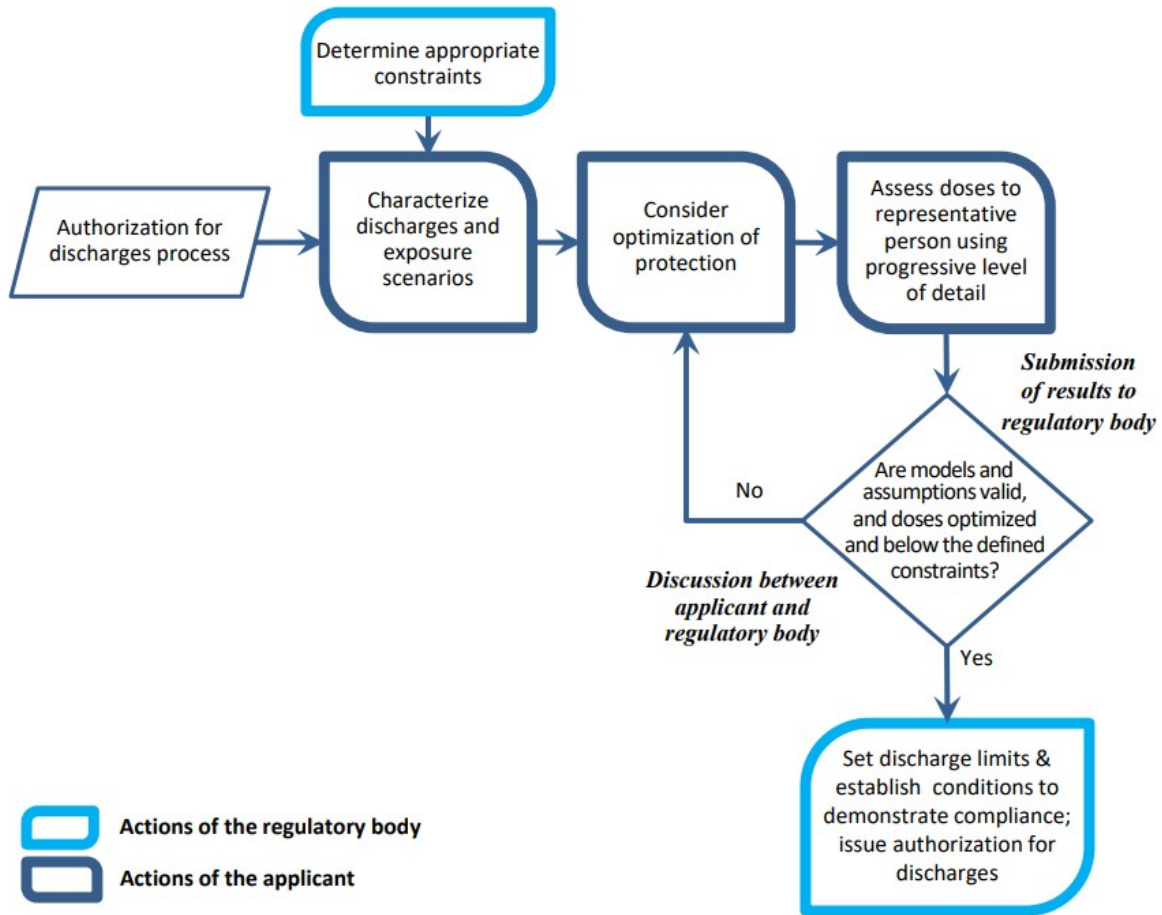 Determine appropriate
constraints
Authorization for
discharges process
Characterize
discharges and
exposure
scenarios
Consider
optimization of
protection
Assess doses to
representative
person using
progressive level
of detail
Submission
of results to
regulatory body
Are models and
assumptions valid,
and doses optimized
and below the defined
constraints?
No
Discussion between
applicant and
regulatory body
Yes
Set discharge limits &
establish conditions to
demonstrate compliance;
issue authorization for
discharges
Actions of the regulatory body
Actions of the applicant